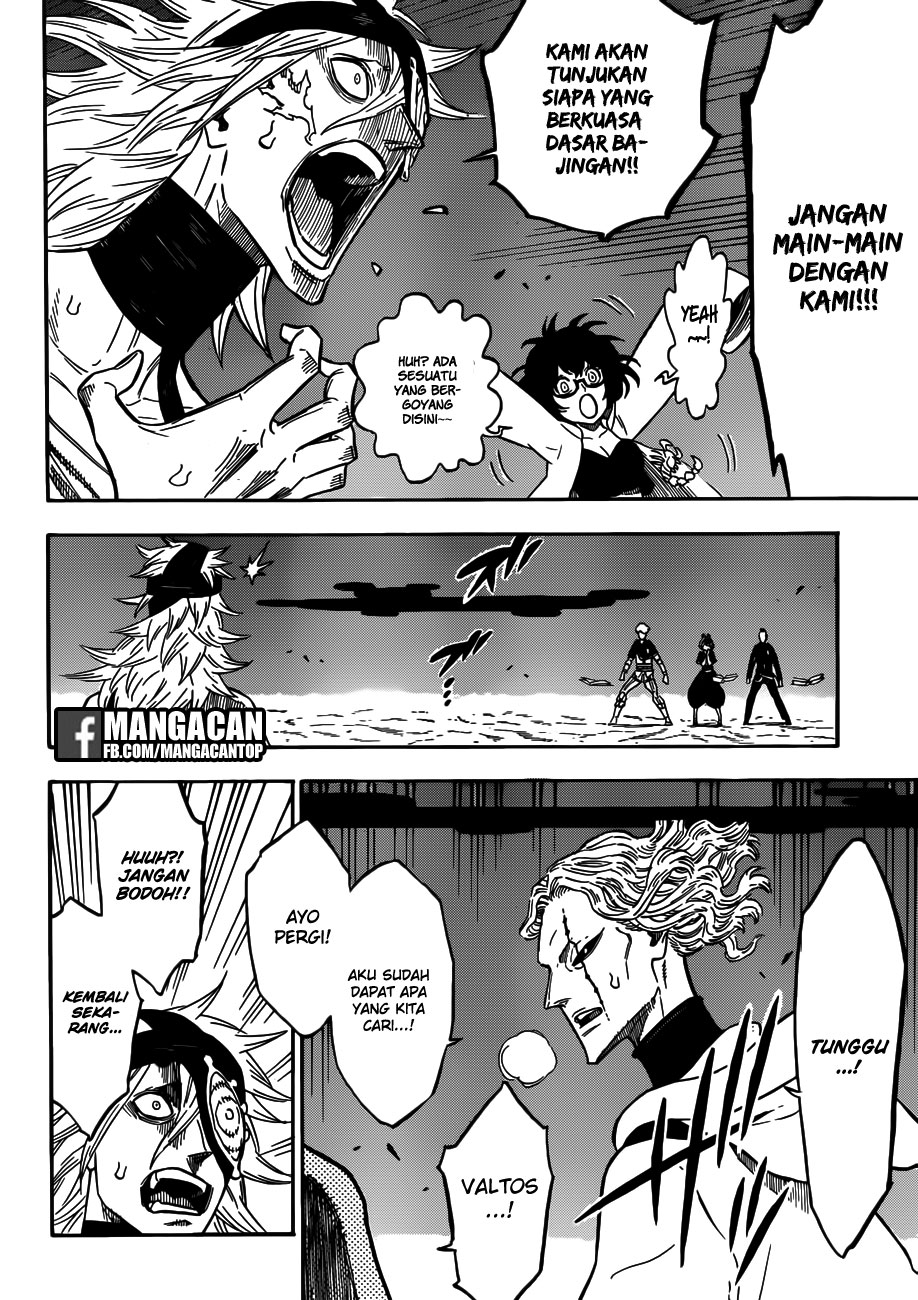 JANGAN
MAIN-MAIN
DENGAN
KAMI!!!
KAMI AKAN
TUNJUKAN
SIAPA YANG
BERKUASA
DASAR BA-
JINGAN!!
YEAH
~~!
HUH? ADA
SESUATU
YANG BER-
GOYANG
DISINI~~
ズズ
...
MANGACAN
FB.COM/MANGACANTOP
TUNGGU
...!
VALTOS
...!
AYO
PERGI!
AKU SUDAH
DAPAT APA
YANG KITA
CARI...!
HUUH?!
JANGAN
BODOH!!
KEMBALI
SEKA-
RANG...